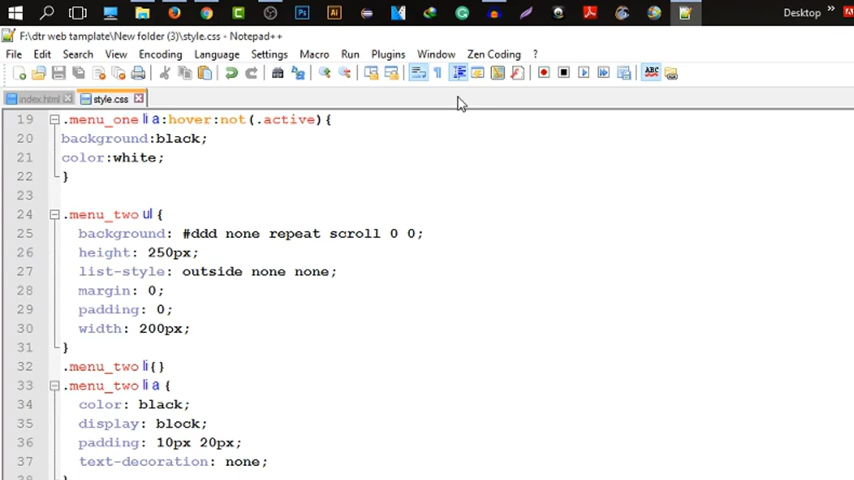 Desktop
F:\dtr web tamplate\New folder (3)\style.css - Notepad++
File Edit Search View Encoding Language Settings Macro Run Plugins Window Zen Coding ?
ABC
index.html style.css
19 .menu_one li a:hover:not(.active){
20 background:black;
21 color:white;
22 }
23
24 .menu_two ul {
25 background: #ddd none repeat scroll 0 0;
26 height: 250px;
27 list-style: outside none none;
28 margin: 0;
29 padding: 0;
30 width: 200px;
31 }
32 .menu_two li{}
33 .menu_two li a {
34 color: black;
35 display: block;
36 padding: 10px 20px;
37 text-decoration: none;
38 }